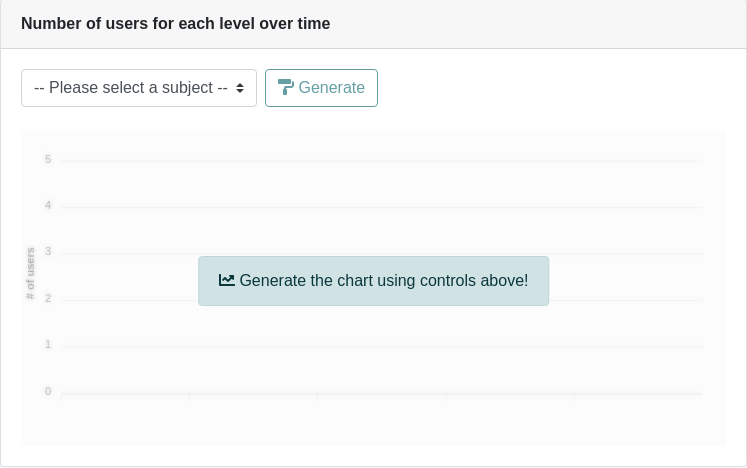 Number of users for each level over time
-- Please select a subject --
Generate
5
4
3
2
1
0
# of users
Generate the chart using controls above!